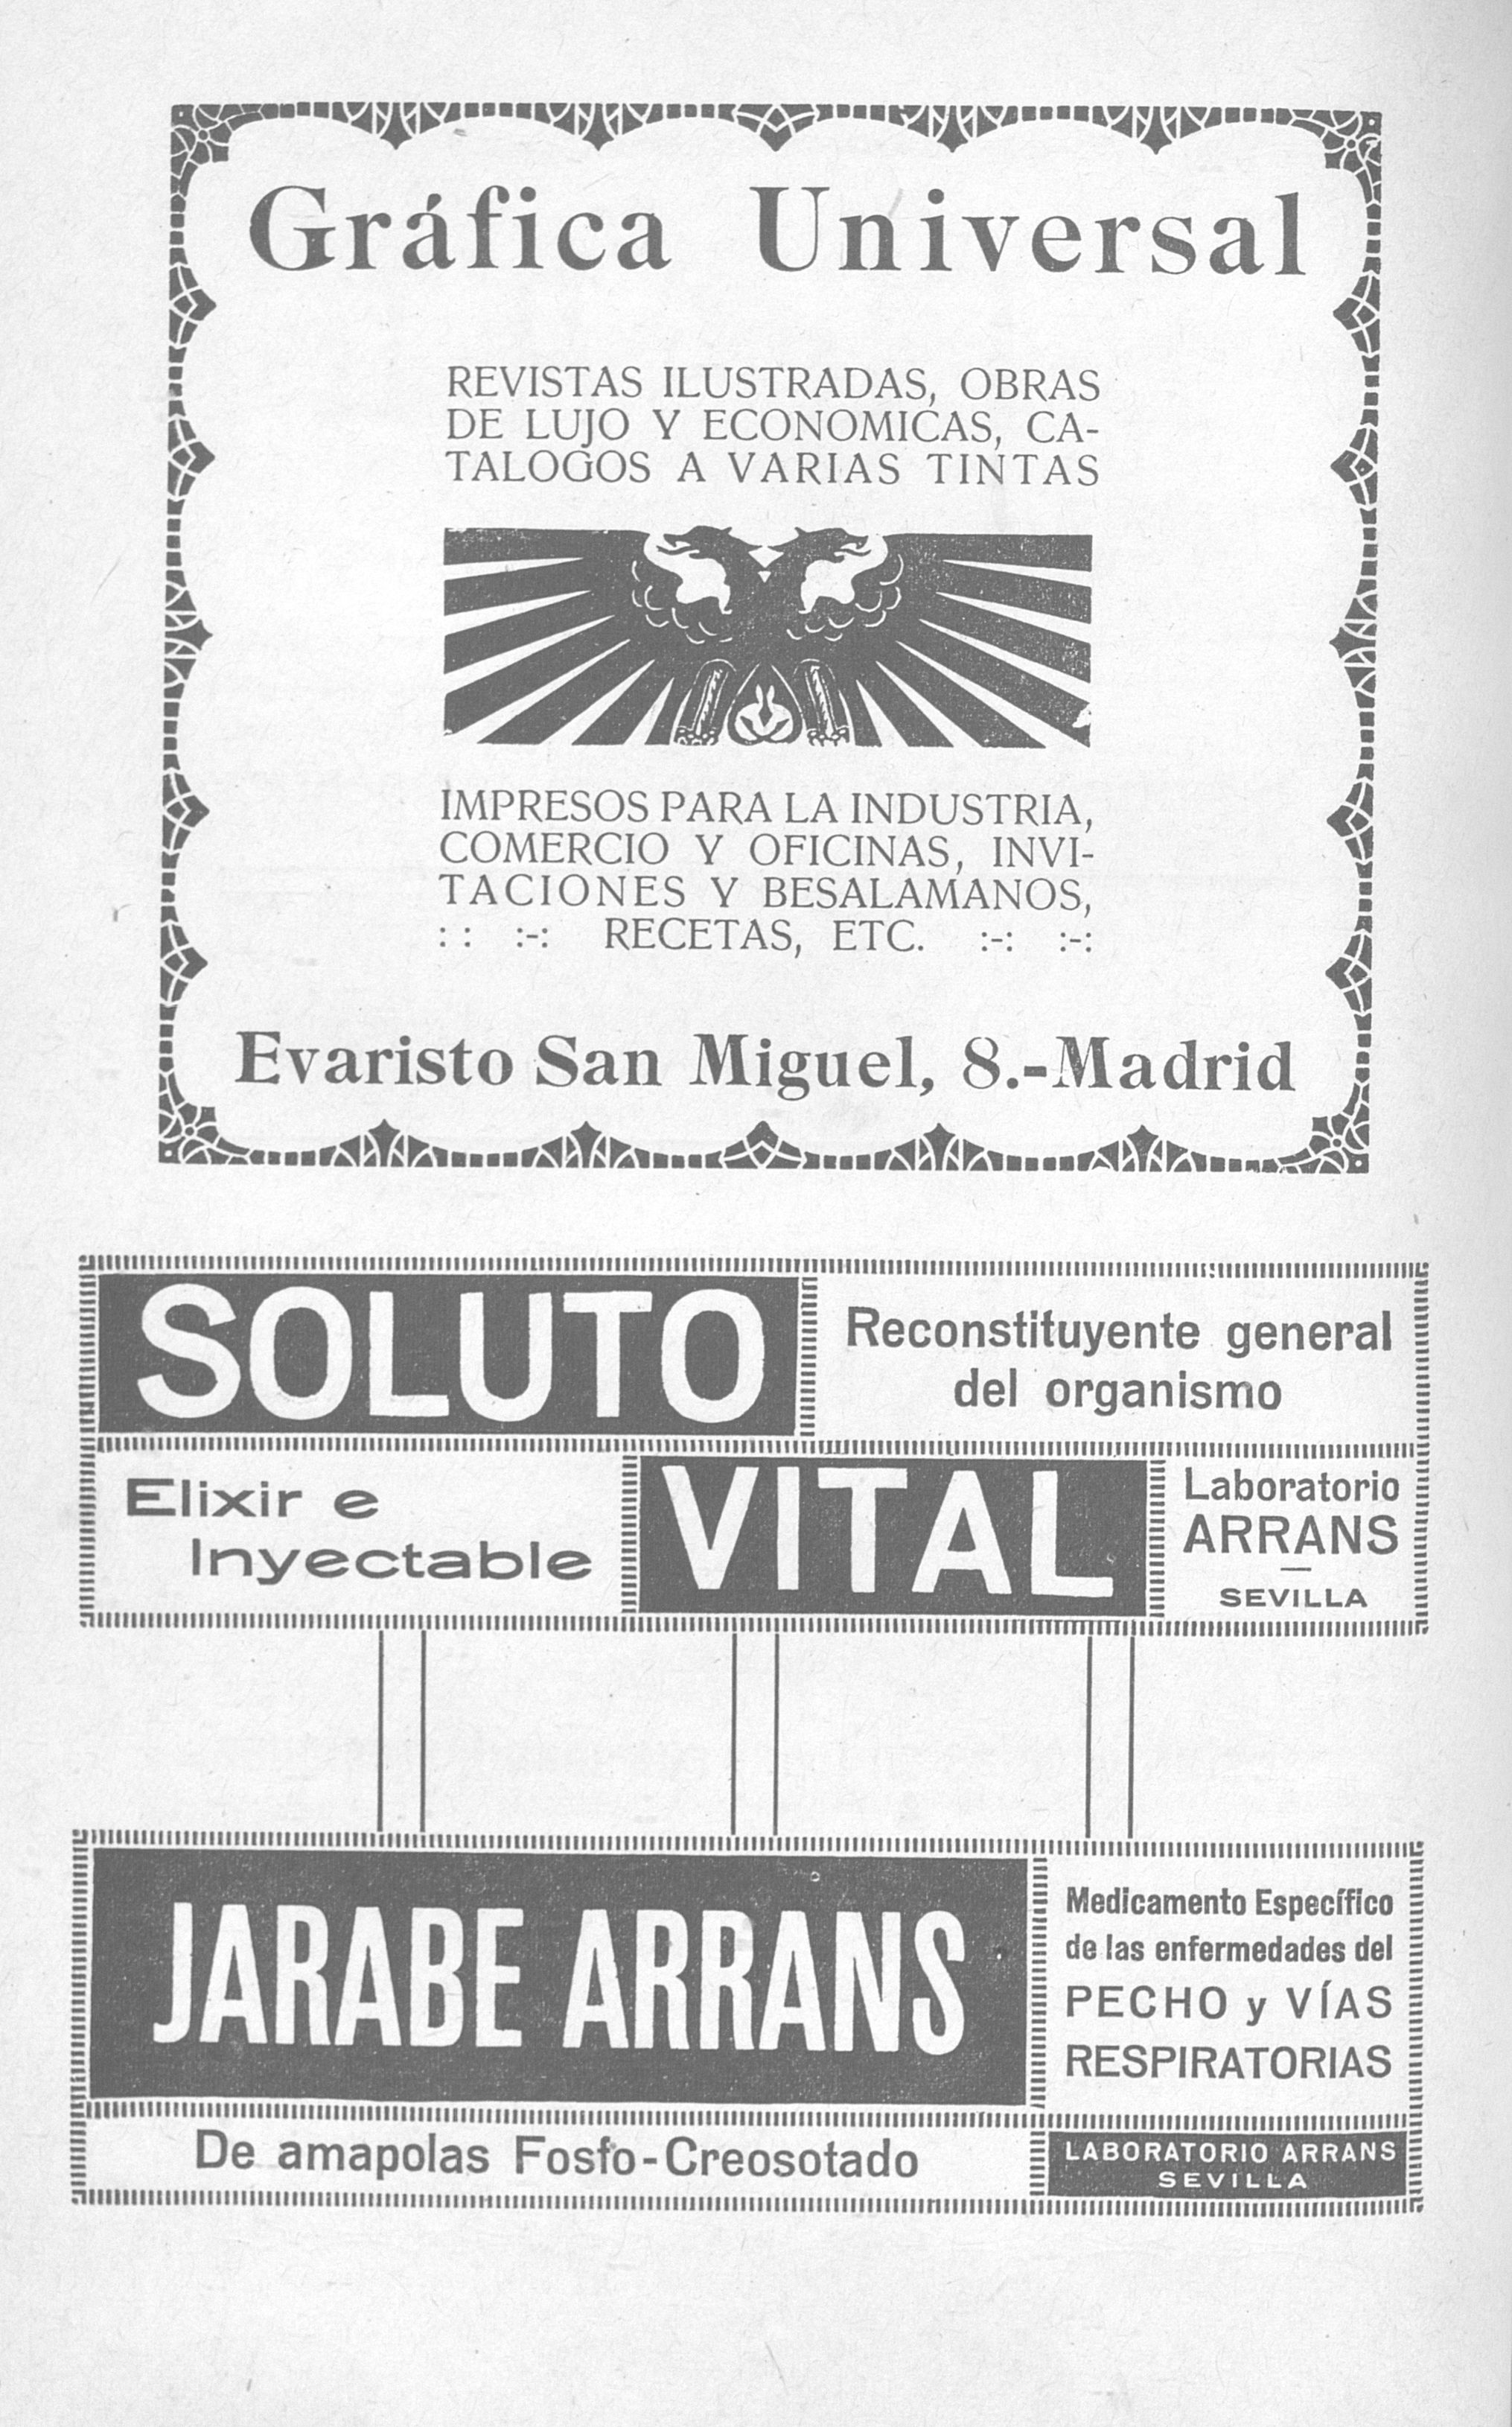 Gráfica Universal
REVISTAS ILUSTRADAS, OBRAS
DE LUJO Y ECONOMICAS, CA-
TALOGOS A VARIAS TINTAS
IMPRESOS PARA LA INDUSTRIA,
COMERCIO Y OFICINAS, INVI-
TACIONES Y BESALAMANOS,
: : :-: RECETAS, ETC. :-: :-:
Evaristo San Miguel, 8.-Madrid
SOLUTO
Reconstituyente general
del organismo
Elixir e
Inyectable
VITAL
Laboratorio
ARRANS
—
SEVILLA
JARABE ARRANS
Medicamento Específico
de las enfermedades del
PECHO y VÍAS
RESPIRATORIAS
De amapolas Fosfo-Creosotado
LABORATORIO ARRANS
SEVILLA